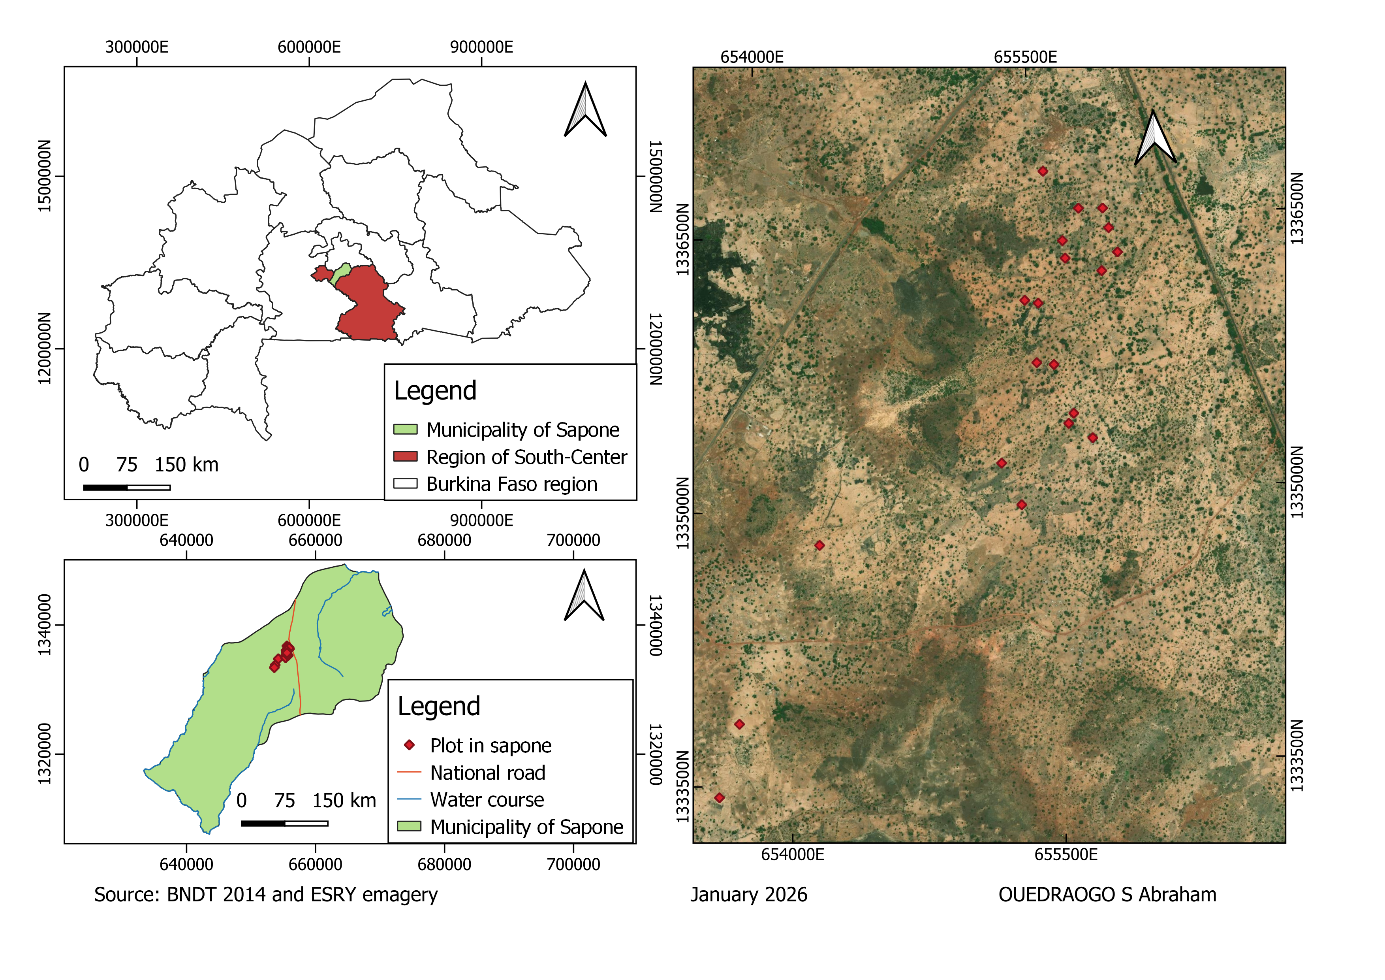 300000E 600000E 900000E
1500000N
1200000N
1500000N
1200000N
Legend
Municipality of Sapone
Region of South-Center
Burkina Faso region
0 75 150 km
300000E 600000E 900000E
640000 660000 680000 700000
1340000
1320000
1340000
1320000
Legend
Plot in sapone
National road
Water course
Municipality of Sapone
0 75 150 km
640000 660000 680000 700000
654000E 655500E
1336500N
1335000N
1333500N
1336500N
1335000N
1333500N
654000E 655500E
Source: BNDT 2014 and ESRY emagery
January 2026
OUEDRAOGO S Abraham